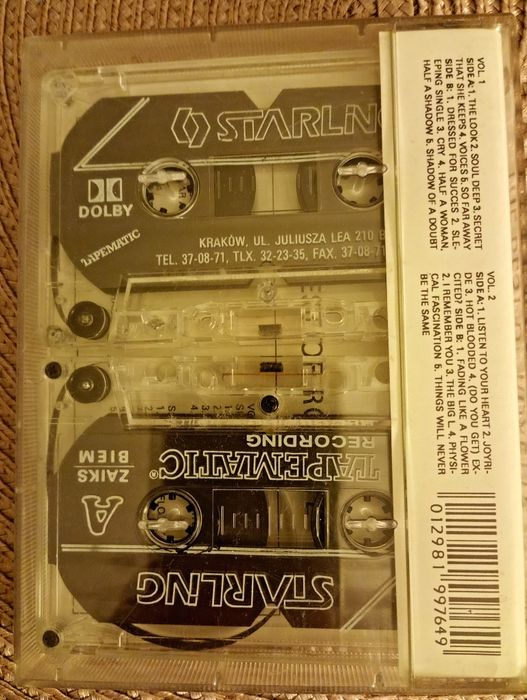 VOL. 1
SIDE A: 1. THE LOOK 2. SOUL DEEP 3. SECRET
THAT SHE KEEPS 4. VOICES 5. SO FAR AWAY
SIDE B: 1. DRESSED FOR SUCCES 2. SLE-
EPING SINGLE 3. CRY 4. HALF A WOMAN,
HALF A SHADOW 5. SHADOW OF A DOUBT
VOL. 2
SIDE A: 1. LISTEN TO YOUR HEART 2. JOYRI-
DE 3. HOT BLOODED 4. (DO YOU GET) EX-
CITED? SIDE B: 1. FADING LIKE A FLOWER
2. I REMEMBER YOU 3. THE BIG L. 4. PHYSI-
CAL FASCINATION 5. THINGS WILL NEVER
BE THE SAME
0 12981 997649
STARLING
DOLBY
TAPEMATIC
KRAKÓW, UL. JULIUSZA LEA 210 B
TEL. 37-08-71, TLX. 32-23-35, FAX. 37-08-71
TAPEMATIC®
RECORDING
ZAIKS
BIEM
A
STARLING